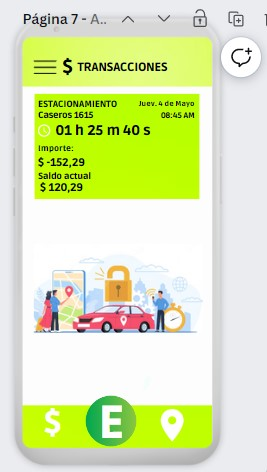 Página 7 - A..
$ TRANSACCIONES
ESTACIONAMIENTO Juev. 4 de Mayo
Caseros 1615 08:45 AM
01 h 25 m 40 s
Importe:
$ -152,29
Saldo actual
$ 120,29
$ E